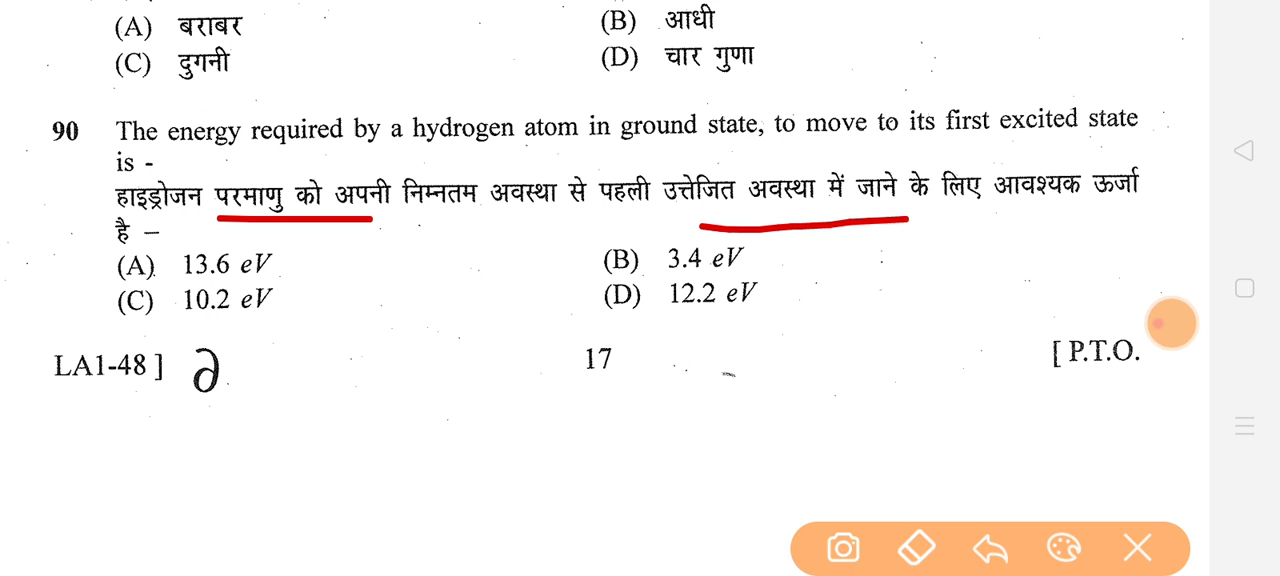 (A) बराबर (B) आधी
(C) दुगनी (D) चार गुणा
90 The energy required by a hydrogen atom in ground state, to move to its first excited state
is -
हाइड्रोजन परमाणु को अपनी निम्नतम अवस्था से पहली उत्तेजित अवस्था में जाने के लिए आवश्यक ऊर्जा
है –
(A) 13.6 eV (B) 3.4 eV
(C) 10.2 eV (D) 12.2 eV
LA1-48 ] 17 [ P.T.O.